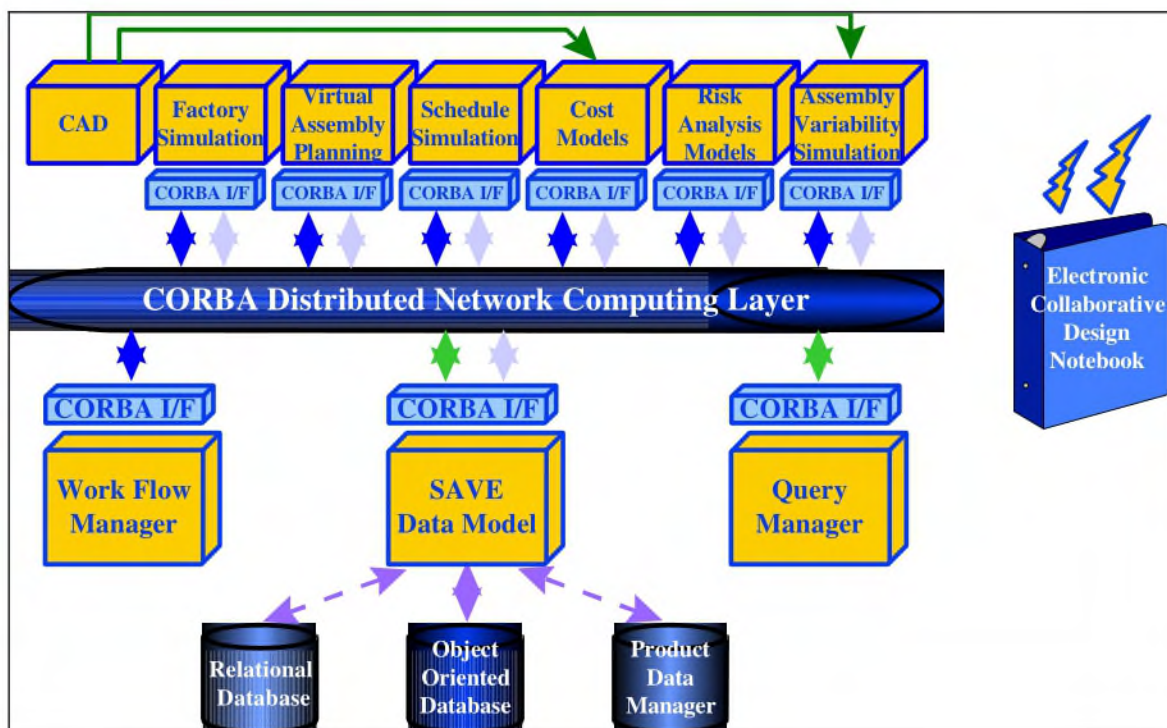 CAD
Factory
Simulation
Virtual
Assembly
Planning
Schedule
Simulation
Cost
Models
Risk
Analysis
Models
Assembly
Variability
Simulation
CORBA I/F
CORBA I/F
CORBA I/F
CORBA I/F
CORBA I/F
CORBA I/F
CORBA Distributed Network Computing Layer
Electronic
Collaborative
Design
Notebook
CORBA I/F
CORBA I/F
CORBA I/F
Work Flow
Manager
SAVE
Data Model
Query
Manager
Relational
Database
Object
Oriented
Database
Product
Data
Manager